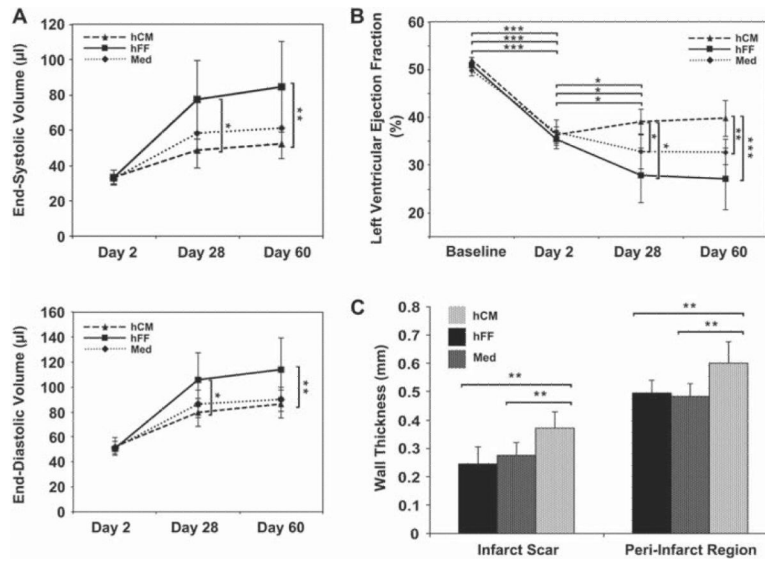 A
End-Systolic Volume (µl)
120
100
80
60
40
20
0
hCM
hFF
Med
*
**
Day 2 Day 28 Day 60
End-Diastolic Volume (µl)
160
140
120
100
80
60
40
20
0
hCM
hFF
Med
*
**
Day 2 Day 28 Day 60
B
Left Ventricular Ejection Fraction
(%)
60
50
40
30
20
***
***
***
*
*
*
hCM
hFF
Med
*
*
**
***
Baseline Day 2 Day 28 Day 60
C
Wall Thickness (mm)
0.8
0.7
0.6
0.5
0.4
0.3
0.2
0.1
0
hCM
hFF
Med
**
**
**
**
Infarct Scar Peri-Infarct Region